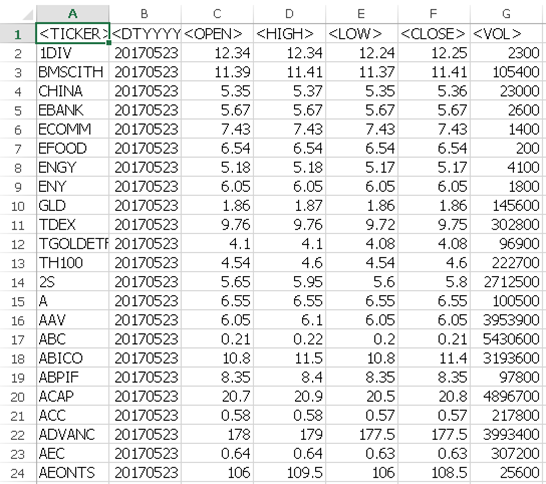 A B C D E F G
1 <TICKER> <DTYYYY <OPEN> <HIGH> <LOW> <CLOSE> <VOL>
2 1DIV 20170523 12.34 12.34 12.24 12.25 2300
3 BMSCITH 20170523 11.39 11.41 11.37 11.41 105400
4 CHINA 20170523 5.35 5.37 5.35 5.36 23000
5 EBANK 20170523 5.67 5.67 5.67 5.67 2600
6 ECOMM 20170523 7.43 7.43 7.43 7.43 1400
7 EFOOD 20170523 6.54 6.54 6.54 6.54 200
8 ENGY 20170523 5.18 5.18 5.17 5.17 4100
9 ENY 20170523 6.05 6.05 6.05 6.05 1800
10 GLD 20170523 1.86 1.87 1.86 1.86 145600
11 TDEX 20170523 9.76 9.76 9.72 9.75 302800
12 TGOLDETF 20170523 4.1 4.1 4.08 4.08 96900
13 TH100 20170523 4.54 4.6 4.54 4.6 222700
14 2S 20170523 5.65 5.95 5.6 5.8 2712500
15 A 20170523 6.55 6.55 6.55 6.55 100500
16 AAV 20170523 6.05 6.1 6.05 6.05 3953900
17 ABC 20170523 0.21 0.22 0.2 0.21 5430600
18 ABICO 20170523 10.8 11.5 10.8 11.4 3193600
19 ABPIF 20170523 8.35 8.4 8.35 8.35 97800
20 ACAP 20170523 20.7 20.9 20.5 20.8 4896700
21 ACC 20170523 0.58 0.58 0.57 0.57 217800
22 ADVANC 20170523 178 179 177.5 177.5 3993400
23 AEC 20170523 0.64 0.64 0.63 0.63 307200
24 AEONTS 20170523 106 109.5 106 108.5 25600